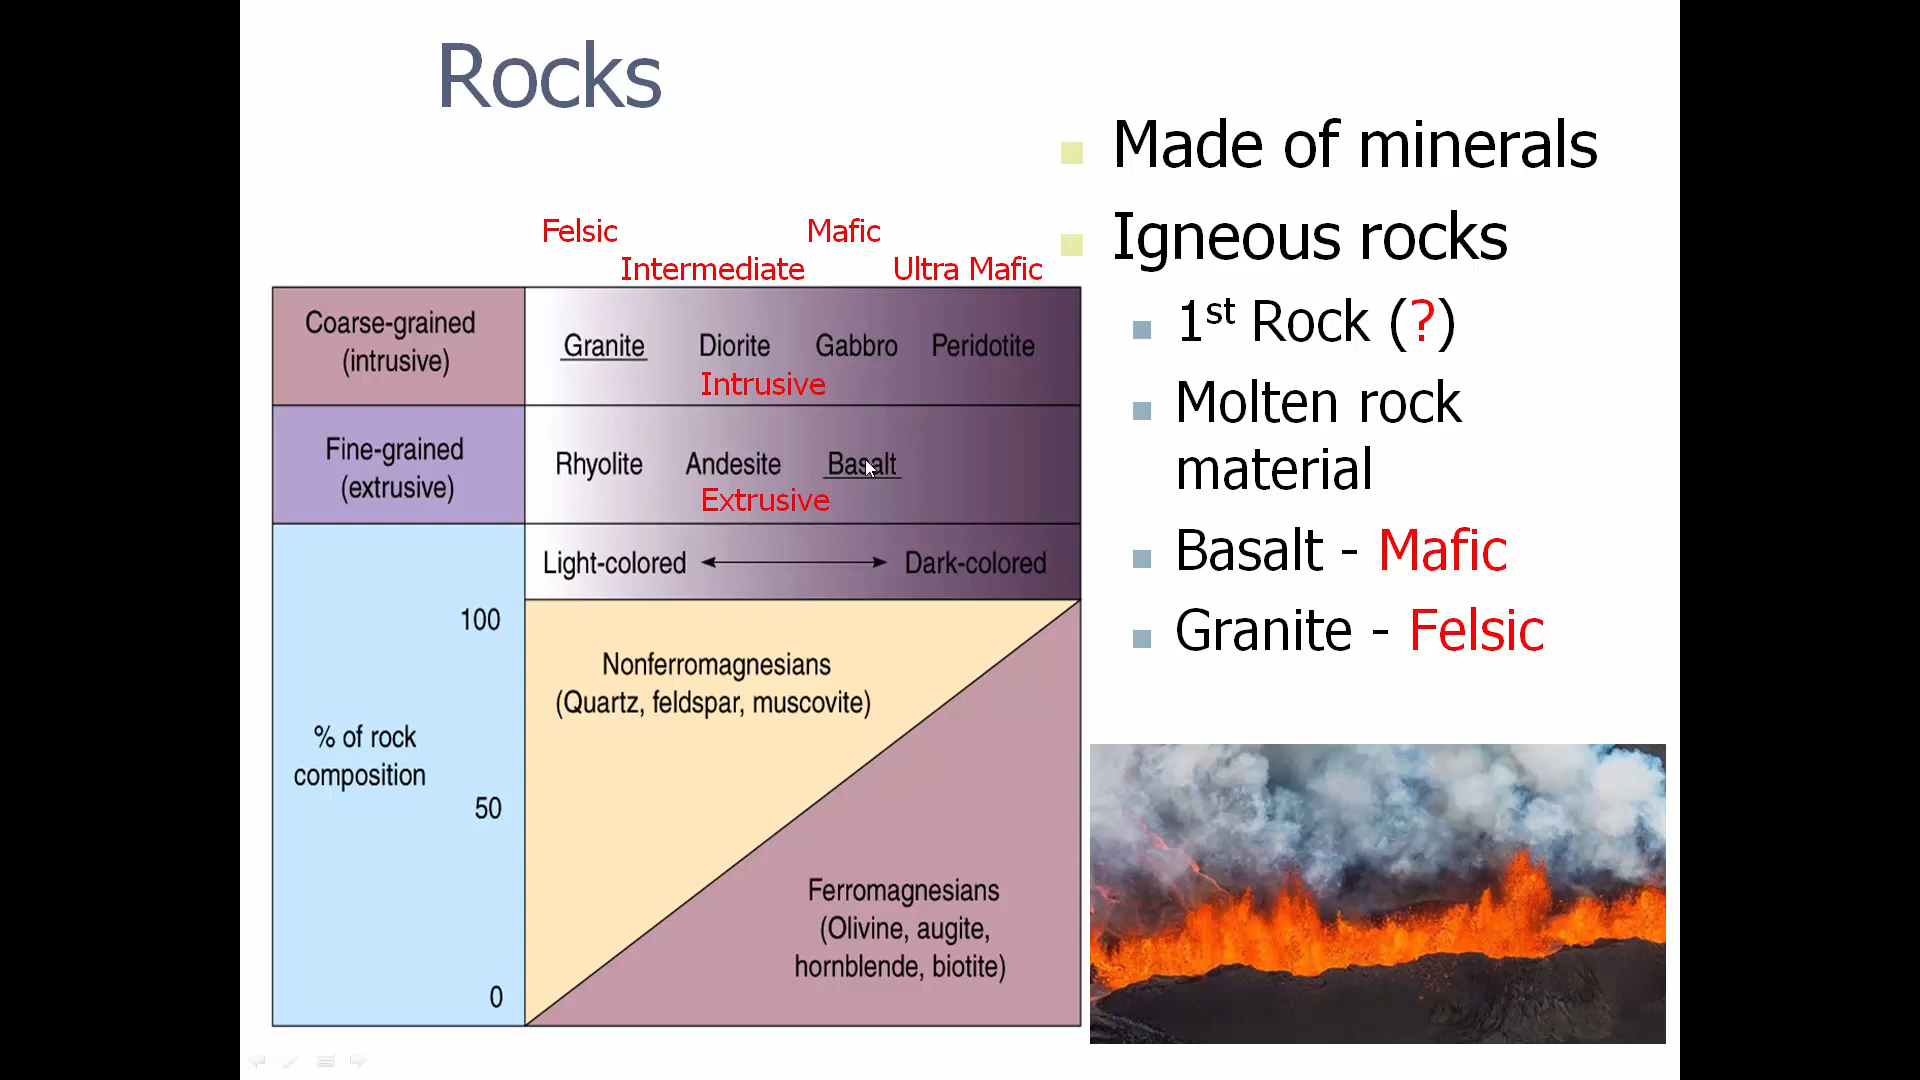 Rocks
Felsic
Mafic
Intermediate
Ultra Mafic
Coarse-grained
(intrusive)
Granite Diorite Gabbro Peridotite
Intrusive
Fine-grained
(extrusive)
Rhyolite Andesite Basalt
Extrusive
Light-colored Dark-colored
100
Nonferromagnesians
(Quartz, feldspar, muscovite)
% of rock
composition
50
Ferromagnesians
(Olivine, augite,
hornblende, biotite)
0
Made of minerals
Igneous rocks
1st Rock (?)
Molten rock
material
Basalt - Mafic
Granite - Felsic